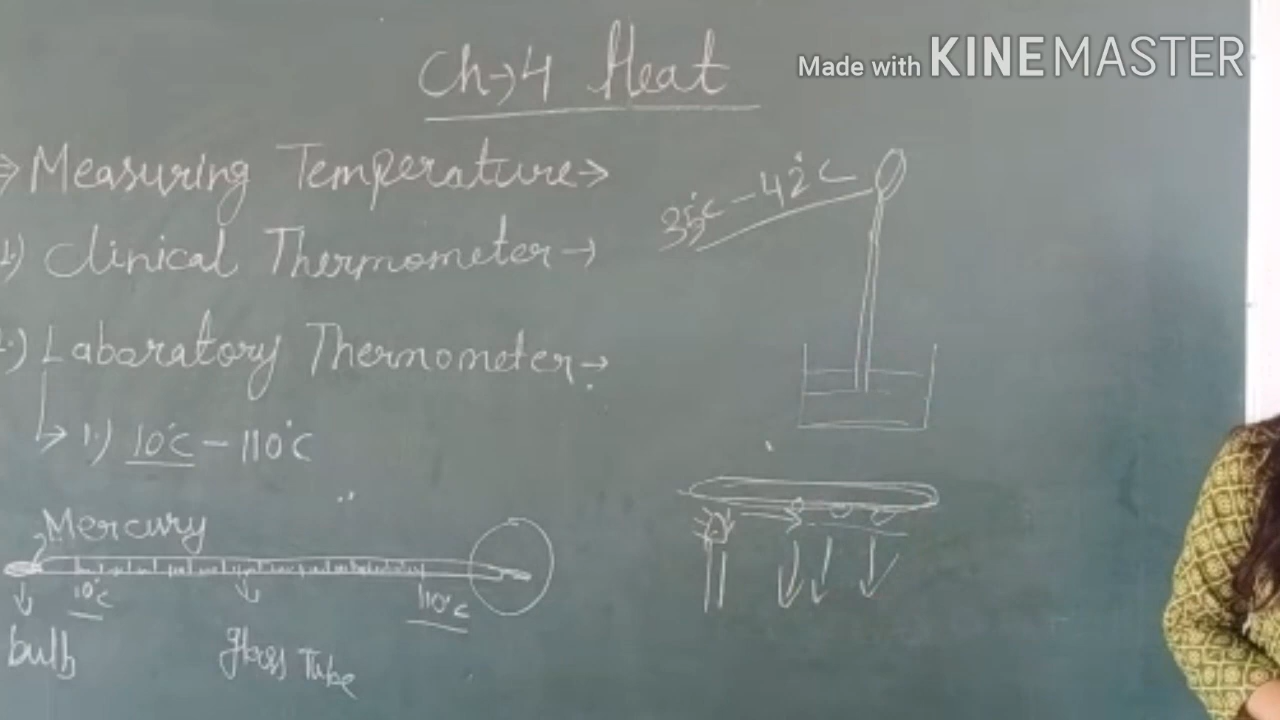 Ch→4 Heat
Made with KINEMASTER
⇒ Measuring Temperature→
1.) Clinical Thermometer→
35°C – 42°C
2.) Laboratory Thermometer→
→ 1.) 10°C – 110°C
Mercury
10°C
110°C
bulb
glass Tube